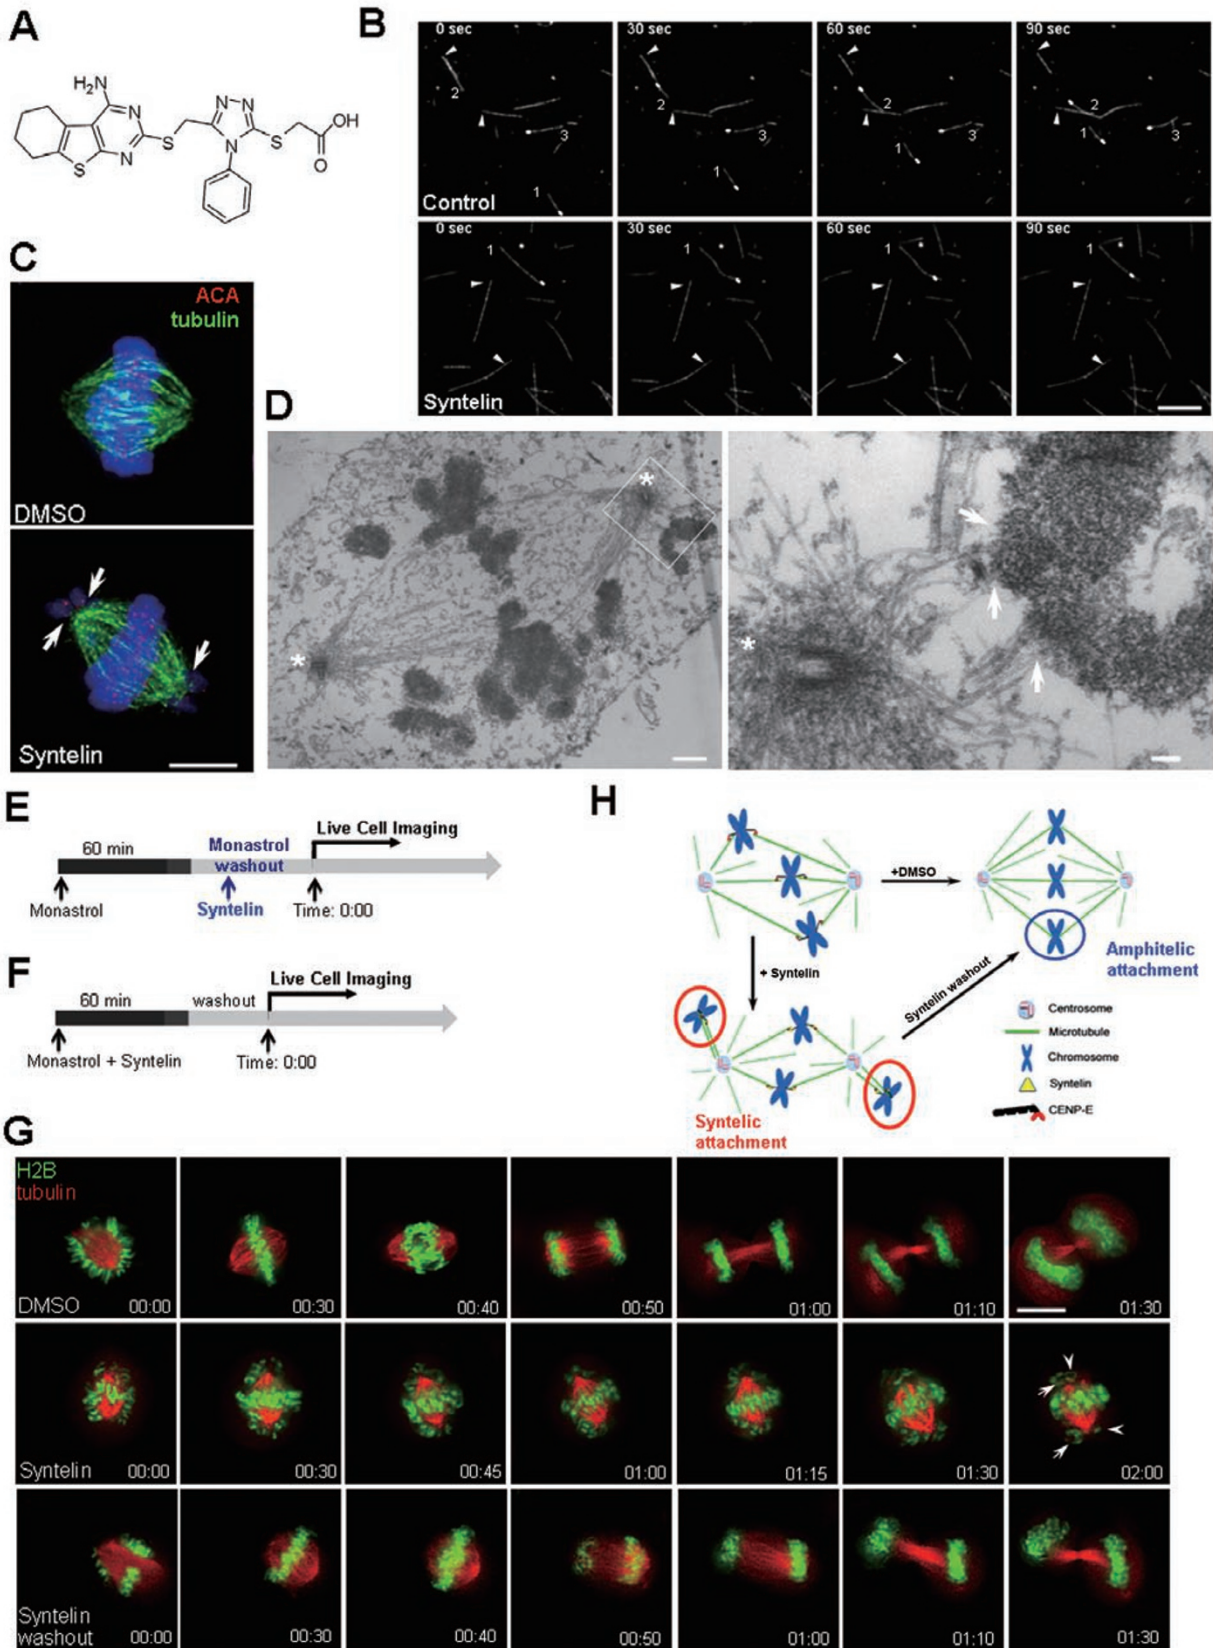 A
H₂N
N
N
S
N N
N
S
OH
O
S
B
0 sec 30 sec 60 sec 90 sec
2 2 2 2
3 3 3 3
1 1 1 1
Control
0 sec 30 sec 60 sec 90 sec
1 * 1 * 1 * 1 *
Syntelin
C
ACA
tubulin
DMSO
Syntelin
D
*
*
*
E
60 min
Monastrol
washout
Live Cell Imaging
Monastrol
Syntelin
Time: 0:00
F
60 min
washout
Live Cell Imaging
Monastrol + Syntelin
Time: 0:00
H
+DMSO
+ Syntelin
Syntelin washout
Amphitelic
attachment
Syntelic
attachment
Centrosome
Microtubule
Chromosome
Syntelin
CENP-E
G
H2B
tubulin
DMSO 00:00 00:30 00:40 00:50 01:00 01:10 01:30
Syntelin 00:00 00:30 00:45 01:00 01:15 01:30 02:00
Syntelin
washout 00:00 00:30 00:40 00:50 01:00 01:10 01:30